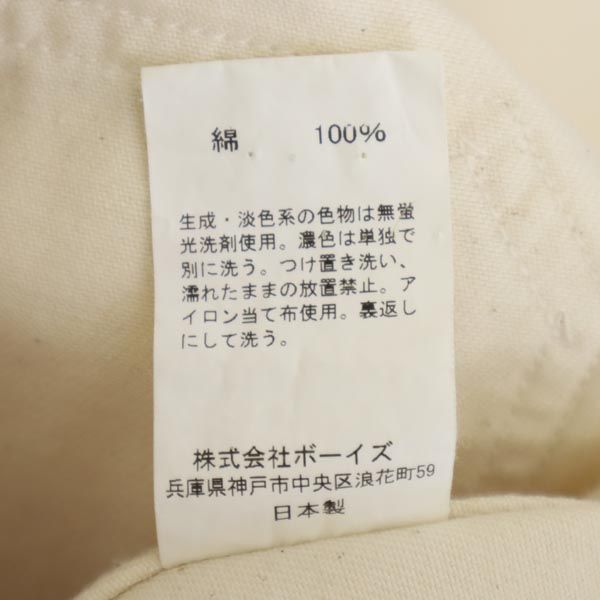 綿 100%
生成・淡色系の色物は無蛍
光洗剤使用。濃色は単独で
別に洗う。つけ置き洗い、
濡れたままの放置禁止。ア
イロン当て布使用。裏返し
にして洗う。
株式会社ボーイズ
兵庫県神戸市中央区浪花町59
日本製